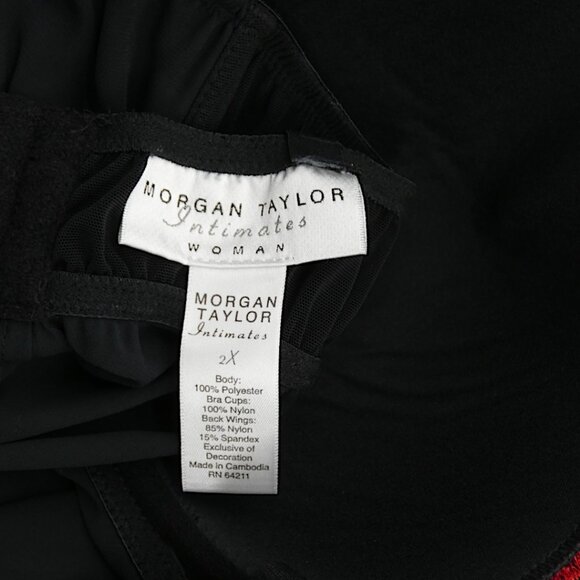 MORGAN TAYLOR
Intimates
WOMAN
MORGAN
TAYLOR
Intimates
2X
Body:
100% Polyester
Bra Cups:
100% Nylon
Back Wings:
85% Nylon
15% Spandex
Exclusive of
Decoration
Made in Cambodia
RN 64211